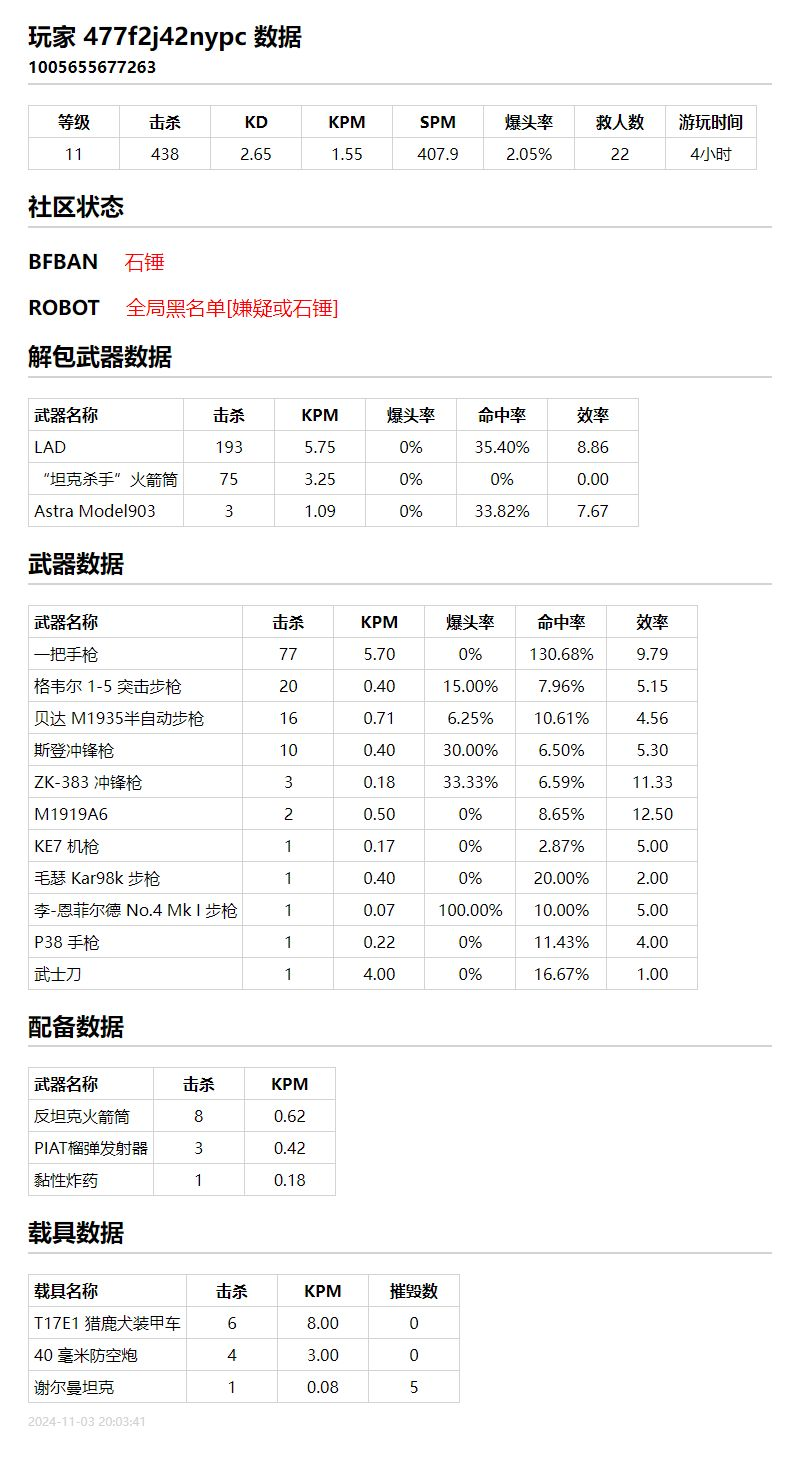 玩家 477f2j42nypc 数据
1005655677263
等级 击杀 KD KPM SPM 爆头率 救人数 游玩时间
11 438 2.65 1.55 407.9 2.05% 22 4小时
社区状态
BFBAN 石锤
ROBOT 全局黑名单[嫌疑或石锤]
解包武器数据
武器名称 击杀 KPM 爆头率 命中率 效率
LAD 193 5.75 0% 35.40% 8.86
“坦克杀手”火箭筒 75 3.25 0% 0% 0.00
Astra Model903 3 1.09 0% 33.82% 7.67
武器数据
武器名称 击杀 KPM 爆头率 命中率 效率
一把手枪 77 5.70 0% 130.68% 9.79
格韦尔 1-5 突击步枪 20 0.40 15.00% 7.96% 5.15
贝达 M1935半自动步枪 16 0.71 6.25% 10.61% 4.56
斯登冲锋枪 10 0.40 30.00% 6.50% 5.30
ZK-383 冲锋枪 3 0.18 33.33% 6.59% 11.33
M1919A6 2 0.50 0% 8.65% 12.50
KE7 机枪 1 0.17 0% 2.87% 5.00
毛瑟 Kar98k 步枪 1 0.40 0% 20.00% 2.00
李-恩菲尔德 No.4 Mk I 步枪 1 0.07 100.00% 10.00% 5.00
P38 手枪 1 0.22 0% 11.43% 4.00
武士刀 1 4.00 0% 16.67% 1.00
配备数据
武器名称 击杀 KPM
反坦克火箭筒 8 0.62
PIAT榴弹发射器 3 0.42
黏性炸药 1 0.18
载具数据
载具名称 击杀 KPM 摧毁数
T17E1 猎鹿犬装甲车 6 8.00 0
40 毫米防空炮 4 3.00 0
谢尔曼坦克 1 0.08 5
2024-11-03 20:03:41